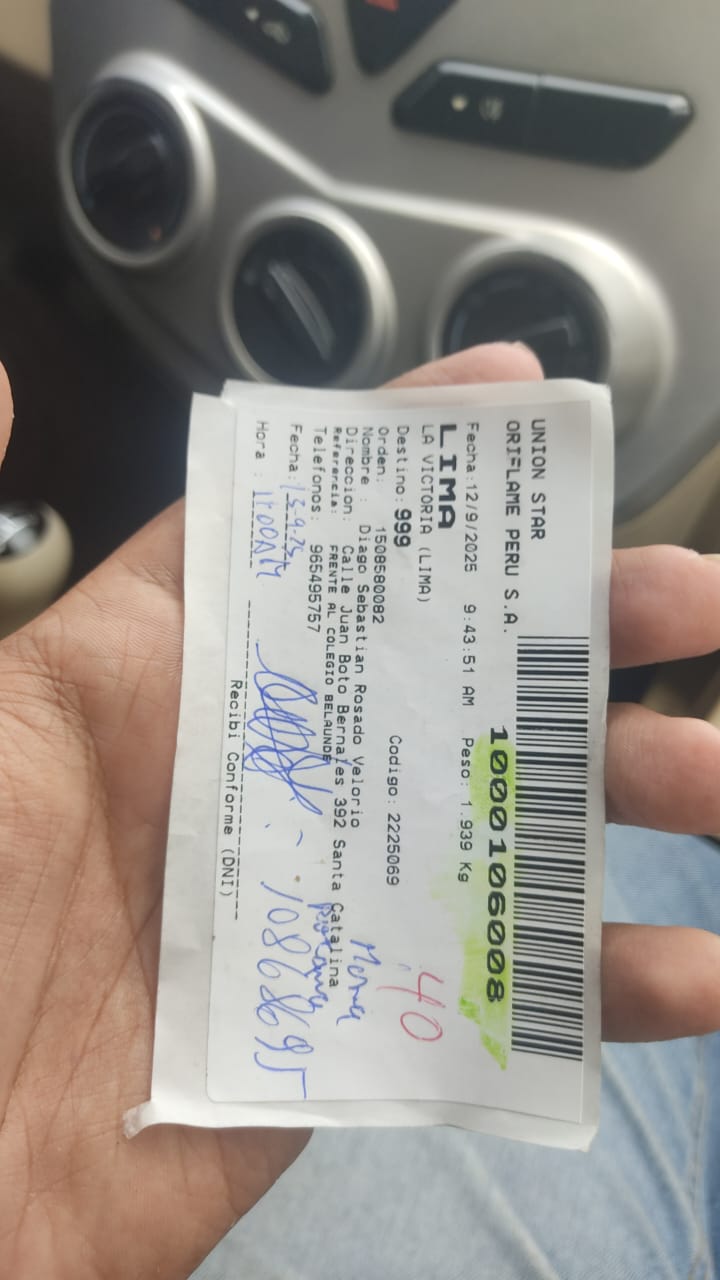 UNION STAR
ORIFLAME PERU S.A.
1000106008
Fecha:12/9/2025 9:43:51 AM Peso: 1.939 Kg
LIMA
LA VICTORIA (LIMA)
40
Destino: 999 Codigo: 2225069
Orden: 1508580082
Nombre : Diago Sebastian Rosado Velorio
Direccion: Calle Juan Boto Bernales 392 Santa Catalina
Referencia: FRENTE AL COLEGIO BELAUNDE
Telefonos: 965495757
Fecha: 13-9-25
Hora : 11:00AM
10868695
Recibi Conforme (DNI)